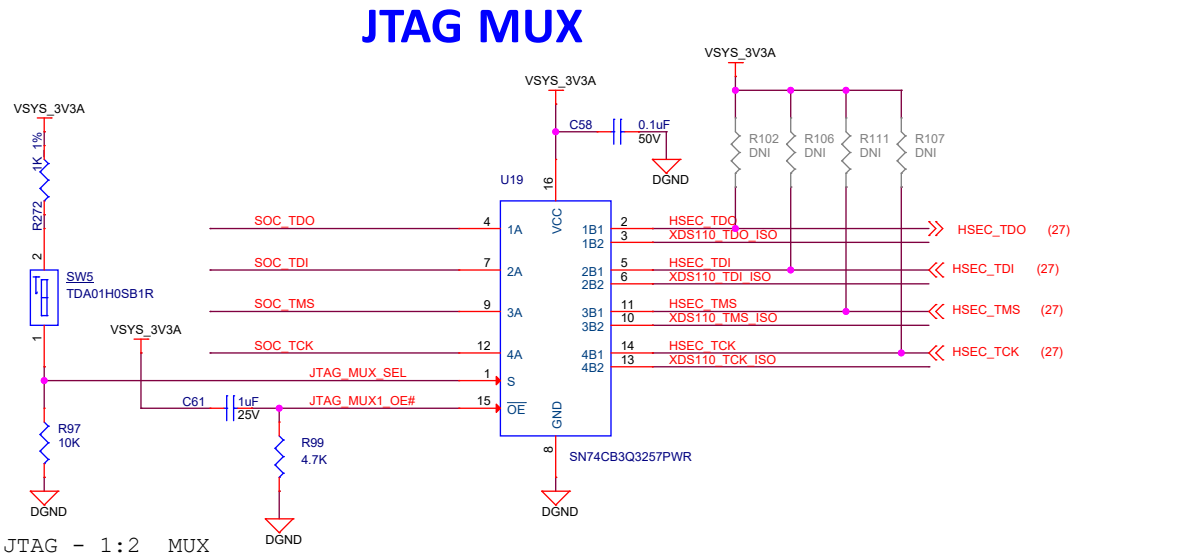 JTAG MUX
VSYS_3V3A
VSYS_3V3A
VSYS_3V3A
1K 1%
R272
C58
0.1uF
50V
DGND
R102
DNI
R106
DNI
R111
DNI
R107
DNI
U19
16
VCC
SOC_TDO
4
1A
1B1
2
HSEC_TDO
HSEC_TDO (27)
1B2
3
XDS110_TDO_ISO
2
SW5
TDA01H0SB1R
1
SOC_TDI
7
2A
2B1
5
HSEC_TDI
HSEC_TDI (27)
2B2
6
XDS110_TDI_ISO
SOC_TMS
9
3A
3B1
11
HSEC_TMS
HSEC_TMS (27)
3B2
10
XDS110_TMS_ISO
VSYS_3V3A
SOC_TCK
12
4A
4B1
14
HSEC_TCK
HSEC_TCK (27)
4B2
13
XDS110_TCK_ISO
JTAG_MUX_SEL
1
S
C61
1uF
25V
JTAG_MUX1_OE#
15
OE
GND
8
SN74CB3Q3257PWR
R97
10K
R99
4.7K
DGND
DGND
DGND
JTAG - 1:2 MUX